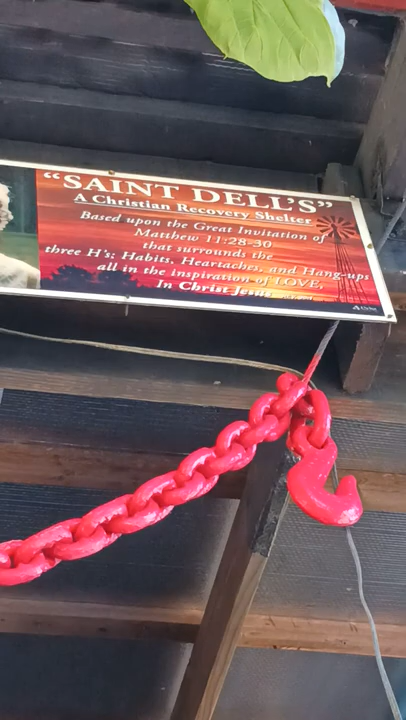 "SAINT DELL'S"
A Christian Recovery Shelter
Based upon the Great Invitation of
Matthew 11:28-30
that surrounds the
three H's; Habits, Heartaches, and Hang-ups
all in the inspiration of LOVE,
In Christ Jesus